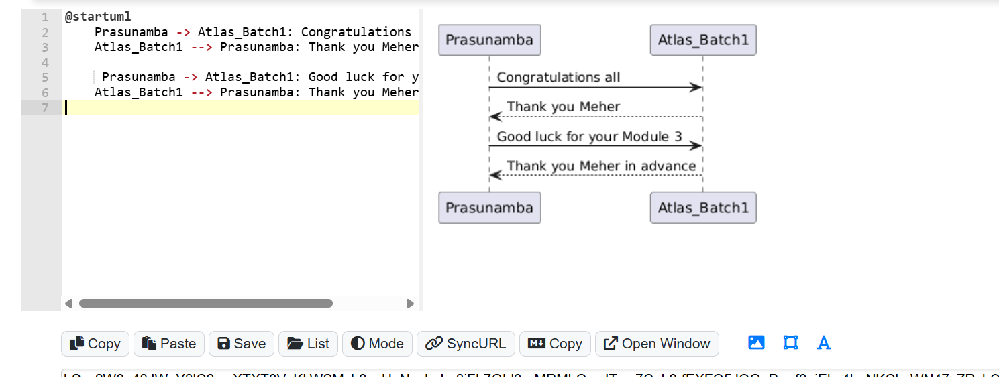 1 @startuml
2 Prasunamba -> Atlas_Batch1: Congratulations
3 Atlas_Batch1 --> Prasunamba: Thank you Meher
4
5 Prasunamba -> Atlas_Batch1: Good luck for y
6 Atlas_Batch1 --> Prasunamba: Thank you Meher
7
Prasunamba Atlas_Batch1
Congratulations all
Thank you Meher
Good luck for your Module 3
Thank you Meher in advance
Prasunamba Atlas_Batch1
Copy Paste Save List Mode SyncURL M Copy Open Window A